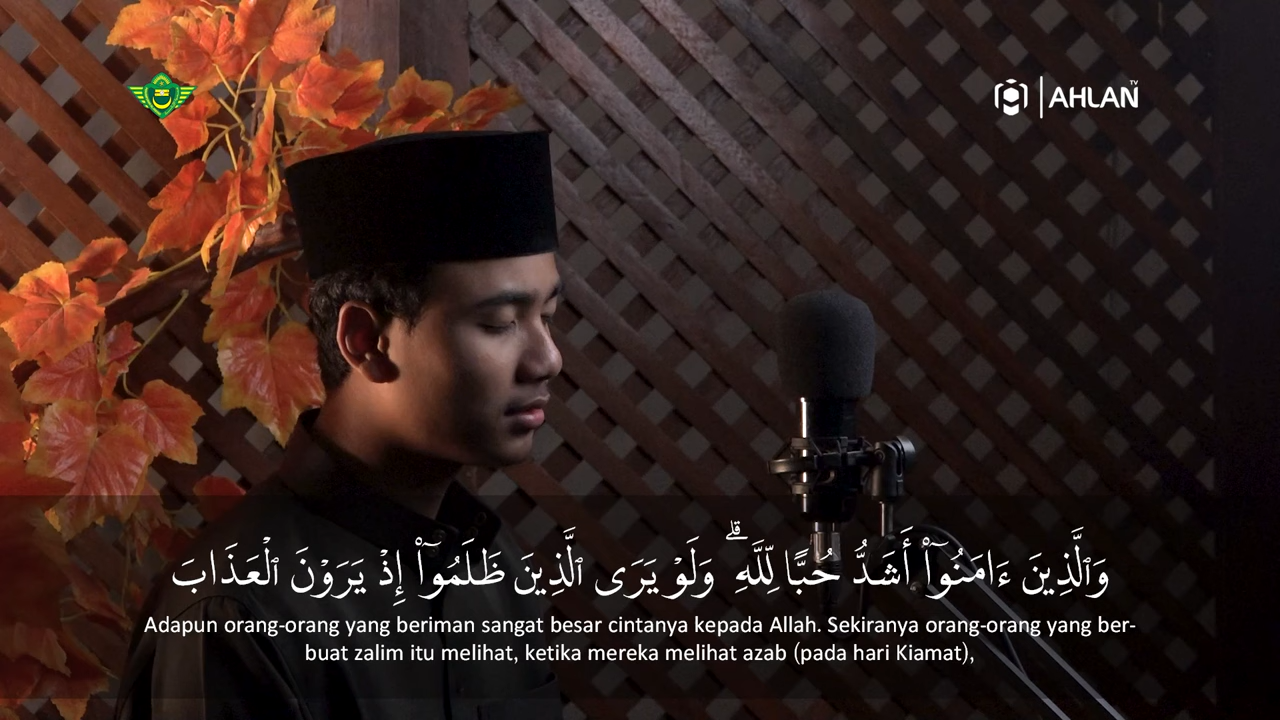 AHLAN TV
وَٱلَّذِينَ ءَامَنُوٓا۟ أَشَدُّ حُبًّا لِّلَّهِ ۗ وَلَوْ يَرَى ٱلَّذِينَ ظَلَمُوٓا۟ إِذْ يَرَوْنَ ٱلْعَذَابَ
Adapun orang-orang yang beriman sangat besar cintanya kepada Allah. Sekiranya orang-orang yang ber-
buat zalim itu melihat, ketika mereka melihat azab (pada hari Kiamat),